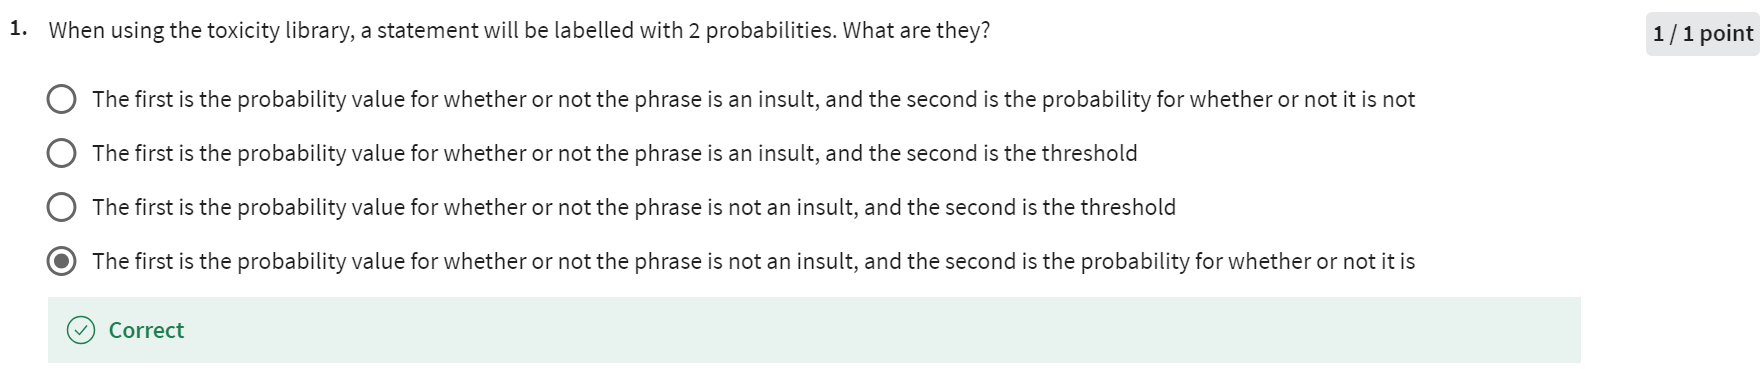 1. When using the toxicity library, a statement will be labelled with 2 probabilities. What are they?
1 / 1 point
The first is the probability value for whether or not the phrase is an insult, and the second is the probability for whether or not it is not
The first is the probability value for whether or not the phrase is an insult, and the second is the threshold
The first is the probability value for whether or not the phrase is not an insult, and the second is the threshold
The first is the probability value for whether or not the phrase is not an insult, and the second is the probability for whether or not it is
Correct